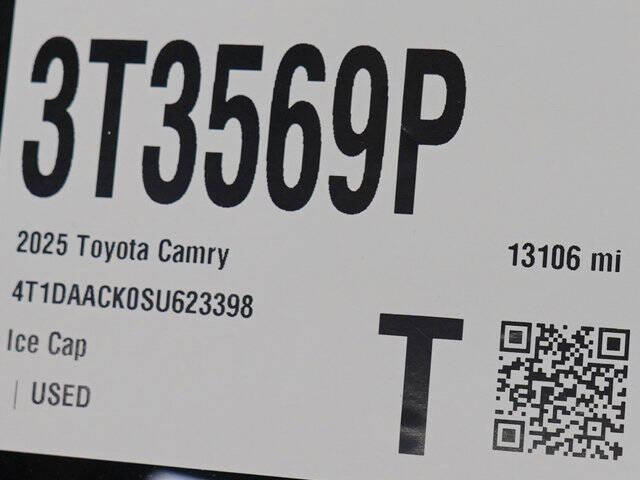 3T3569P
2025 Toyota Camry
13106 mi
4T1DAACK0SU623398
Ice Cap
| USED
T